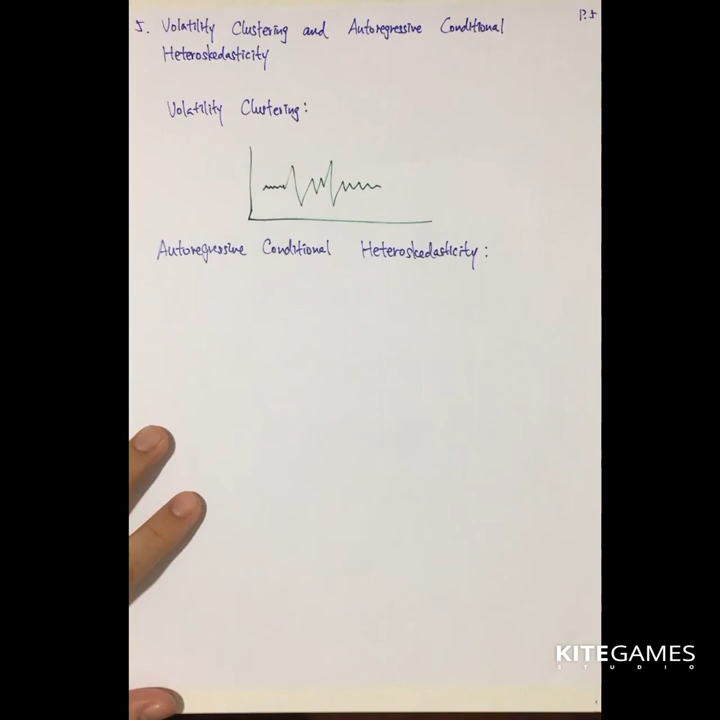 P.5
5. Volatility Clustering and Autoregressive Conditional
Heteroskedasticity
Volatility Clustering:
Autoregressive Conditional Heteroskedasticity:
KITEGAMES
STUDIO